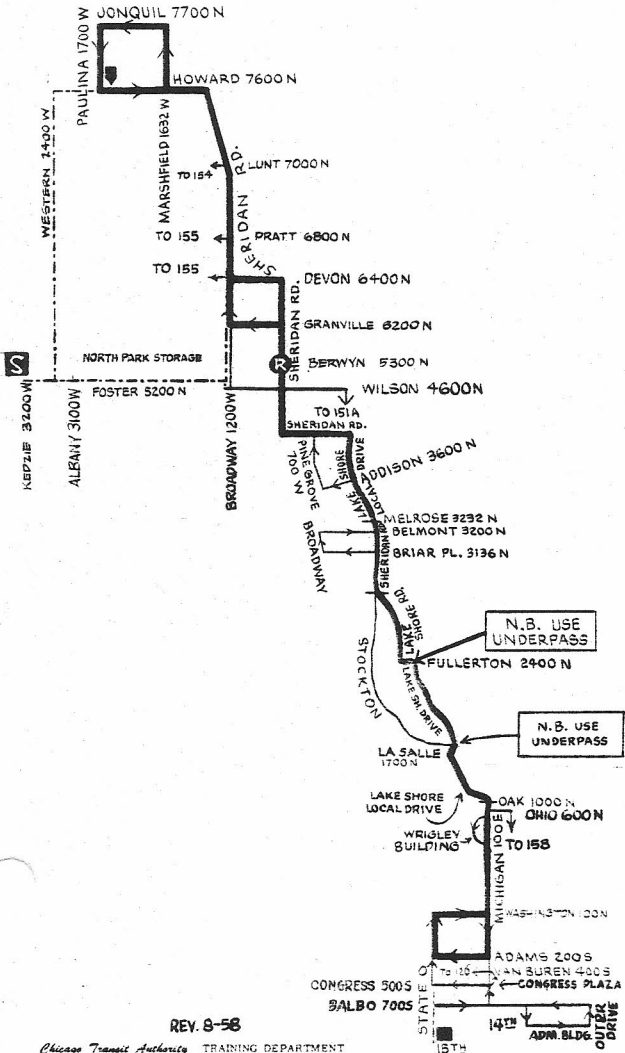 JONQUIL 7700 N
PAULINA 1700 W
HOWARD 7600 N
WESTERN 2400 W
MARSHFIELD 1632 W
TO 154
LUNT 7000 N
SHERIDAN RD.
TO 155
PRATT 6800 N
TO 155
DEVON 6400 N
SHERIDAN RD.
GRANVILLE 6200 N
S
NORTH PARK STORAGE
R
BERWYN 5300 N
FOSTER 5200 N
WILSON 4600 N
KEDZIE 3200 W
ALBANY 3100 W
BROADWAY 1200 W
TO 151A
SHERIDAN RD.
PINE GROVE
700 W
LAKE SHORE DRIVE
LOCAL
ADDISON 3600 N
MELROSE 3232 N
BELMONT 3200 N
BROADWAY
SHERIDAN
BRIAR PL. 3136 N
LAKE SHORE RD.
N.B. USE
UNDERPASS
STOCKTON
FULLERTON 2400 N
LAKE SH. DRIVE
N.B. USE
UNDERPASS
LA SALLE
1700 N
LAKE SHORE
LOCAL DRIVE
OAK 1000 N
OHIO 600 N
WRIGLEY
BUILDING
TO 158
MICHIGAN 100 E
WASHINGTON 100 N
ADAMS 200 S
STATE 0
TO 126
VAN BUREN 400 S
CONGRESS 500 S
CONGRESS PLAZA
BALBO 700 S
14TH
ADM. BLDG.
OUTER
DRIVE
15TH
REV. 8-58
Chicago Transit Authority TRAINING DEPARTMENT